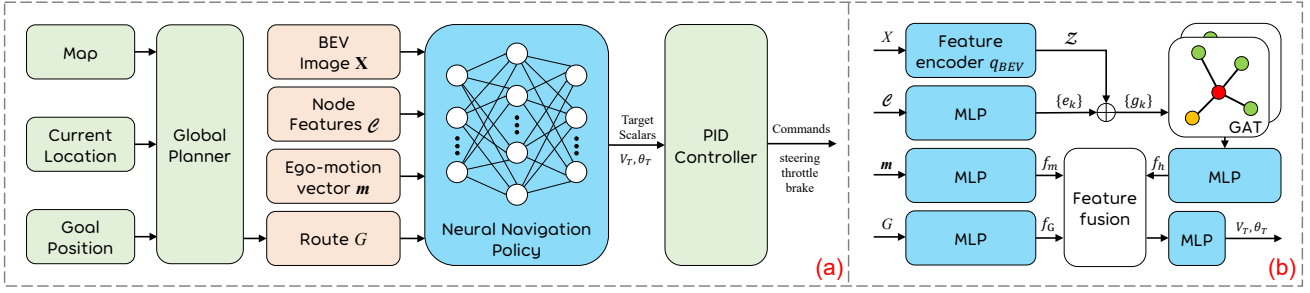 Map
Current
Location
Goal
Position
Global
Planner
BEV
Image X
Node
Features 𝒞
Ego-motion
vector m
Route G
Neural Navigation
Policy
Target
Scalars
V_T, θ_T
PID
Controller
Commands
steering
throttle
brake
(a)
X
Feature
encoder q_BEV
𝒵
𝒞
MLP
{e_k}
{g_k}
GAT
m
MLP
f_m
Feature
fusion
f_h
MLP
G
MLP
f_G
MLP
V_T, θ_T
(b)